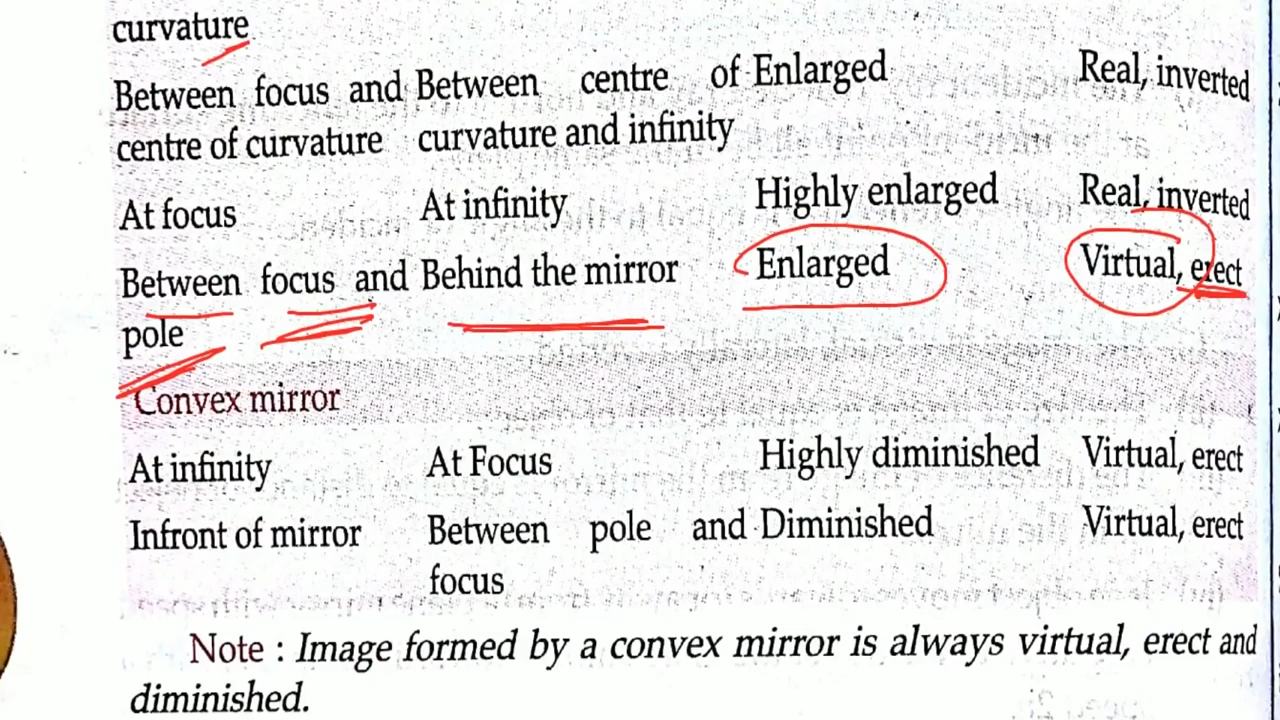 curvature
Between focus and Between centre of Enlarged Real, inverted
centre of curvature curvature and infinity
At focus At infinity Highly enlarged Real, inverted
Between focus and Behind the mirror Enlarged Virtual, erect
pole
Convex mirror
At infinity At Focus Highly diminished Virtual, erect
Infront of mirror Between pole and Diminished Virtual, erect
focus
Note : Image formed by a convex mirror is always virtual, erect and
diminished.